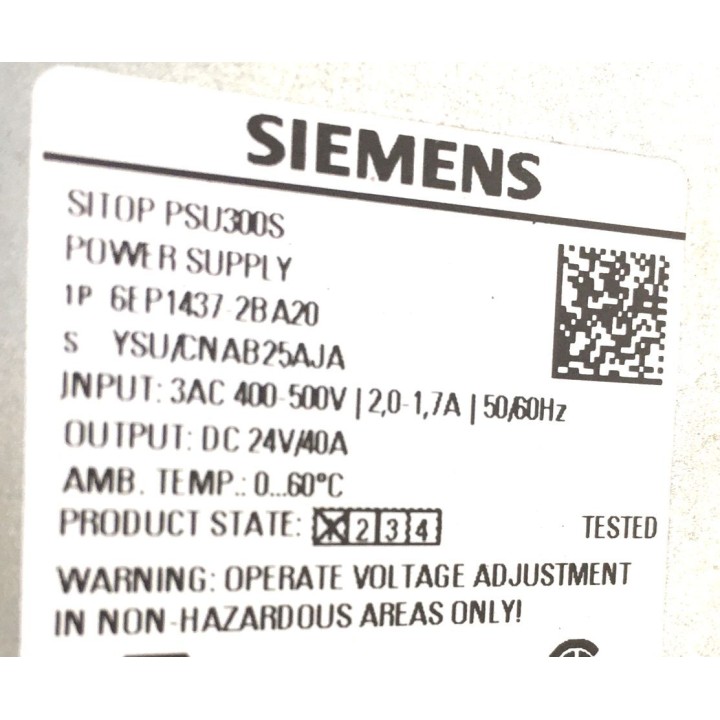 SIEMENS
SITOP PSU300S
POWER SUPPLY
1P 6EP1437-2BA20
S YSU/CNAB25AJA
INPUT: 3AC 400-500V | 2,0-1,7A | 50/60Hz
OUTPUT: DC 24V/40A
AMB. TEMP.: 0...60°C
PRODUCT STATE: X 2 3 4 TESTED
WARNING: OPERATE VOLTAGE ADJUSTMENT
IN NON-HAZARDOUS AREAS ONLY!